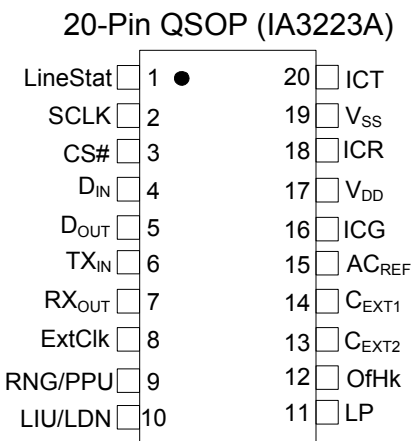 20-Pin QSOP (IA3223A)
LineStat 1 20 ICT
SCLK 2 19 VSS
CS# 3 18 ICR
DIN 4 17 VDD
DOUT 5 16 ICG
TXIN 6 15 ACREF
RXOUT 7 14 CEXT1
ExtClk 8 13 CEXT2
RNG/PPU 9 12 OfHk
LIU/LDN 10 11 LP